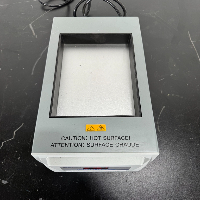 CAUTION! HOT SURFACE!
ATTENTION! SURFACE CHAUDE